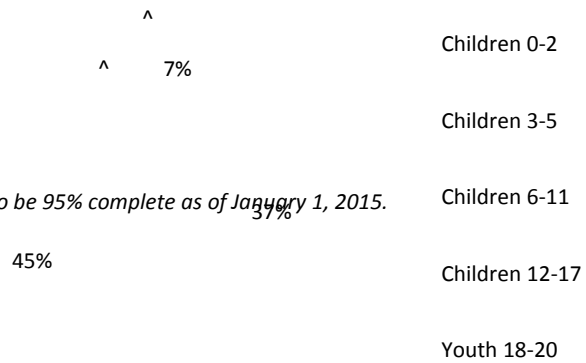 ^
Children 0-2
^ 7%
Children 3-5
o be 95% complete as of January 1, 2015.
37%
Children 6-11
45%
Children 12-17
Youth 18-20